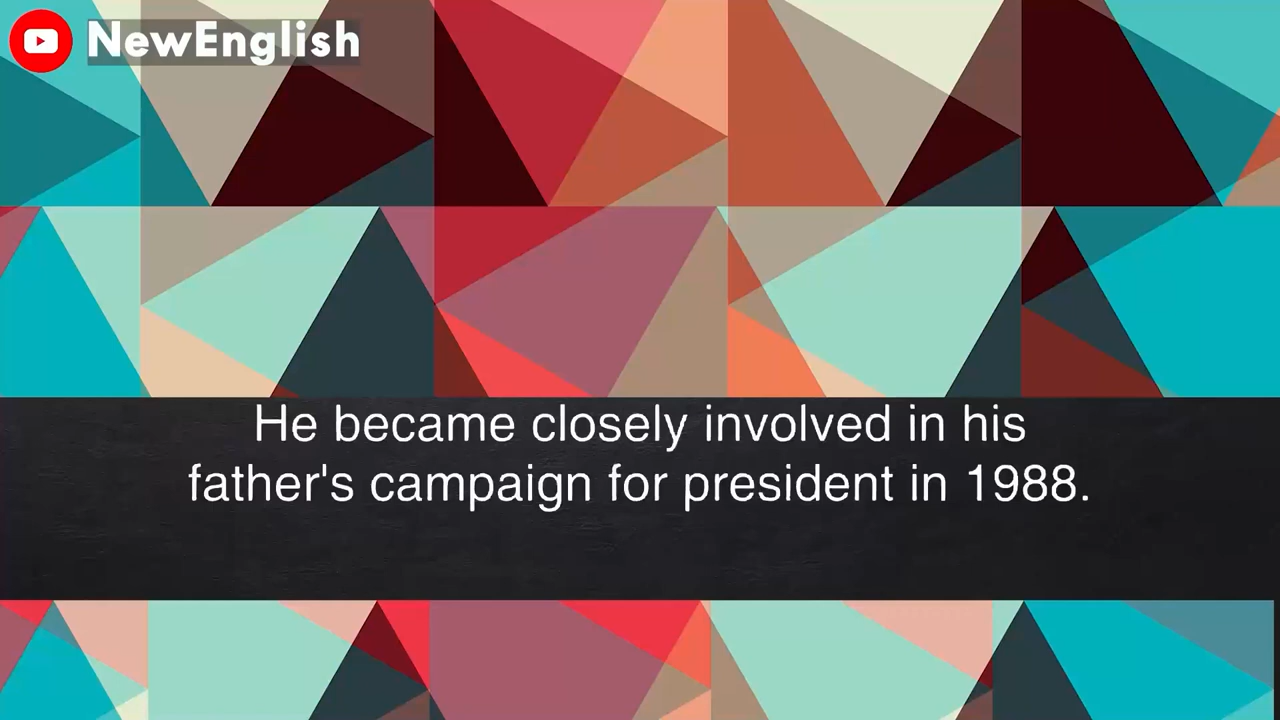 NewEnglish
He became closely involved in his
father's campaign for president in 1988.